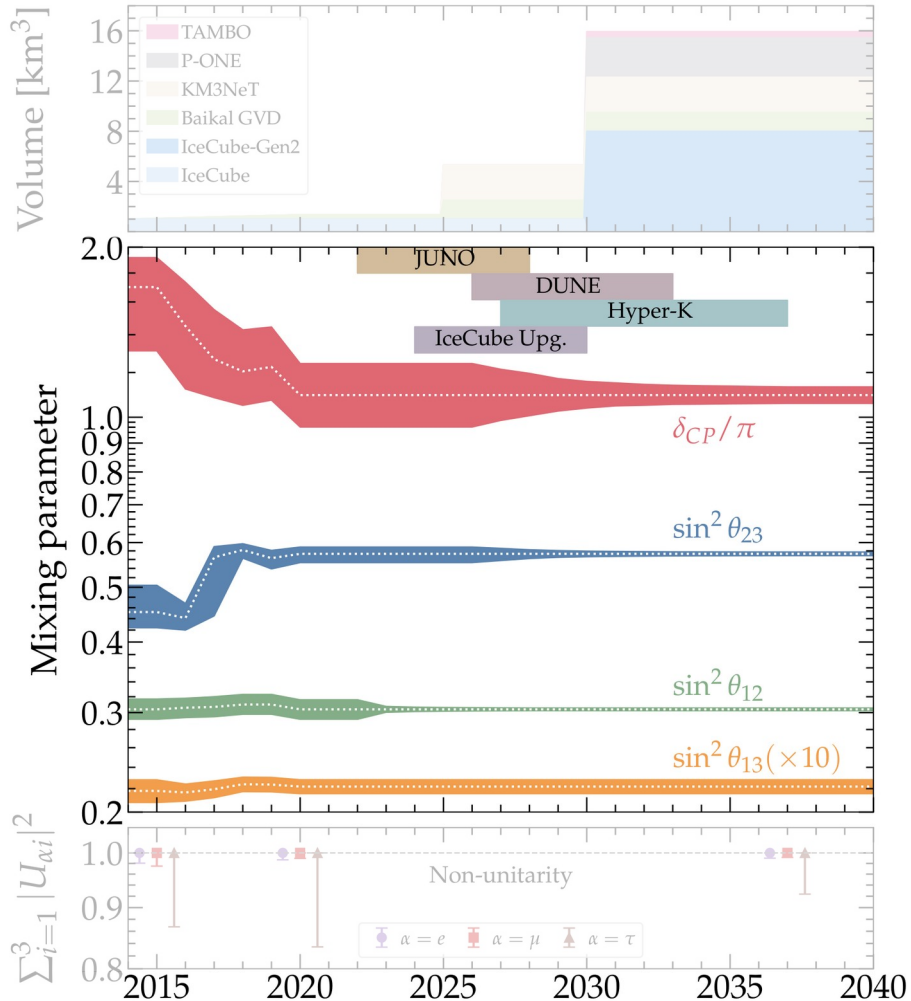 Volume [km³]
16
12
8
4
TAMBO
P-ONE
KM3NeT
Baikal GVD
IceCube-Gen2
IceCube
Mixing parameter
2.0
1.0
0.9
0.8
0.7
0.6
0.5
0.4
0.3
0.2
JUNO
DUNE
Hyper-K
IceCube Upg.
δ_CP/π
sin² θ₂₃
sin² θ₁₂
sin² θ₁₃(×10)
∑³ᵢ₌₁ |U_αi|²
1.0
0.9
0.8
Non-unitarity
α = e
α = μ
α = τ
2015 2020 2025 2030 2035 2040